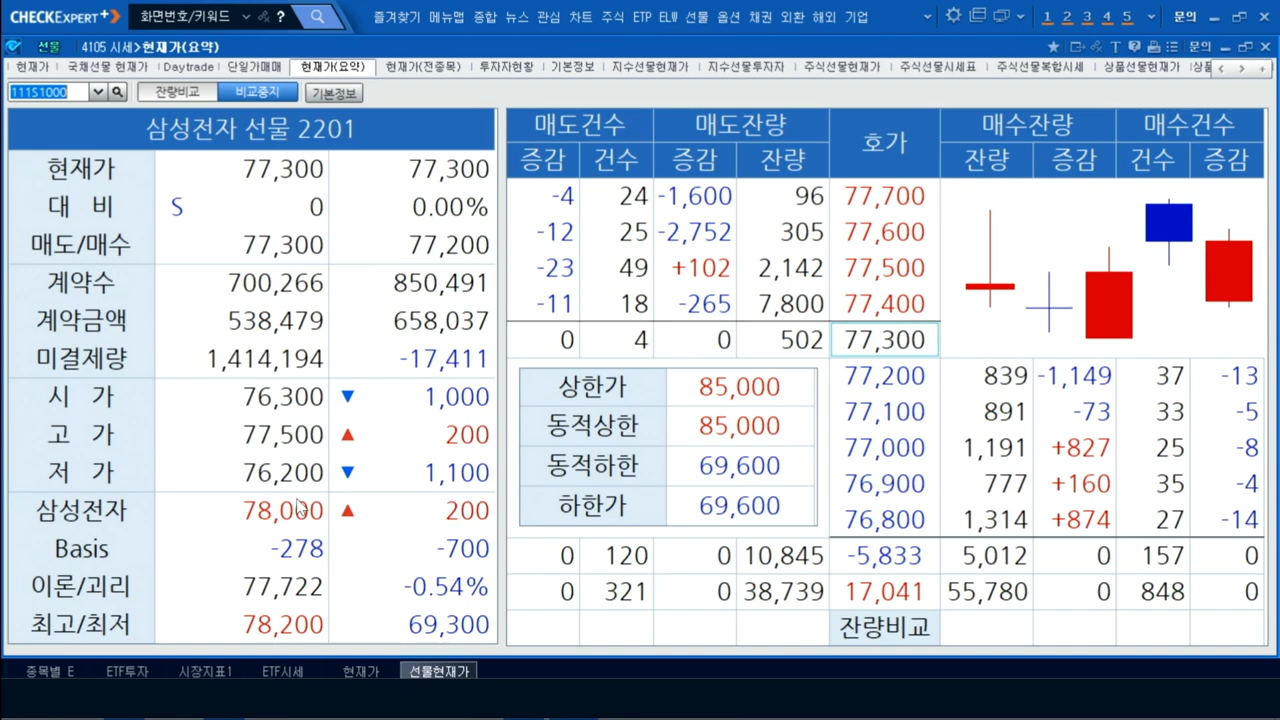 CHECKEXPERT+ 화면번호/키워드 ? 즐겨찾기 메뉴맵 종합 뉴스 관심 차트 주식 ETP ELW 선물 옵션 채권 외환 해외 기업 1 2 3 4 5 문의
선물 4105 시세>현재가(요약) T 문의
현재가 국채선물 현재가 Daytrade 단일가매매 현재가(요약) 현재가(전종목) 투자자현황 기본정보 지수선물현재가 지수선물투자자 주식선물현재가 주식선물시세표 주식선물복합시세 상품선물현재가
111S1000 잔량비교 비교중지 기본정보
삼성전자 선물 2201
현재가 77,300 77,300
대 비 S 0 0.00%
매도/매수 77,300 77,200
계약수 700,266 850,491
계약금액 538,479 658,037
미결제량 1,414,194 -17,411
시 가 76,300 ▼ 1,000
고 가 77,500 ▲ 200
저 가 76,200 ▼ 1,100
삼성전자 78,000 ▲ 200
Basis -278 -700
이론/괴리 77,722 -0.54%
최고/최저 78,200 69,300
매도건수 매도잔량 호가 매수잔량 매수건수
증감 건수 증감 잔량 잔량 증감 건수 증감
-4 24 -1,600 96 77,700
-12 25 -2,752 305 77,600
-23 49 +102 2,142 77,500
-11 18 -265 7,800 77,400
0 4 0 502 77,300
77,200 839 -1,149 37 -13
77,100 891 -73 33 -5
77,000 1,191 +827 25 -8
76,900 777 +160 35 -4
76,800 1,314 +874 27 -14
상한가 85,000
동적상한 85,000
동적하한 69,600
하한가 69,600
0 120 0 10,845 -5,833 5,012 0 157 0
0 321 0 38,739 17,041 55,780 0 848 0
잔량비교
종목별 E ETF투자 시장지표1 ETF시세 현재가 선물현재가